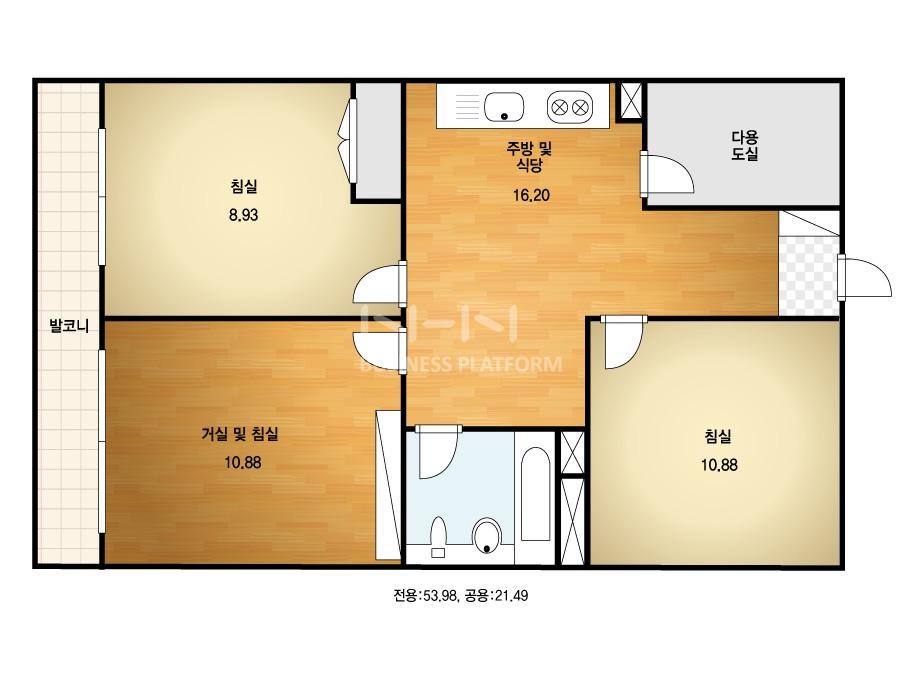 주방 및
식당
16.20
다용
도실
침실
8.93
발코니
N-HN
BUSINESS PLATFORM
거실 및 침실
10.88
침실
10.88
전용:53.98, 공용:21.49